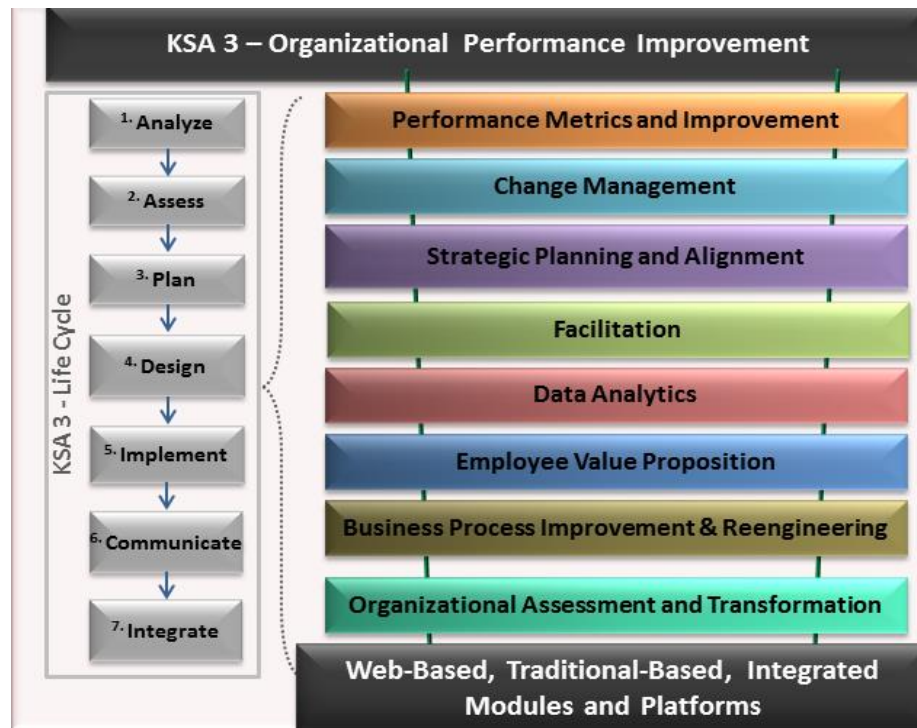 KSA 3 – Organizational Performance Improvement
KSA 3 - Life Cycle
1. Analyze
2. Assess
3. Plan
4. Design
5. Implement
6. Communicate
7. Integrate
Performance Metrics and Improvement
Change Management
Strategic Planning and Alignment
Facilitation
Data Analytics
Employee Value Proposition
Business Process Improvement & Reengineering
Organizational Assessment and Transformation
Web-Based, Traditional-Based, Integrated
Modules and Platforms